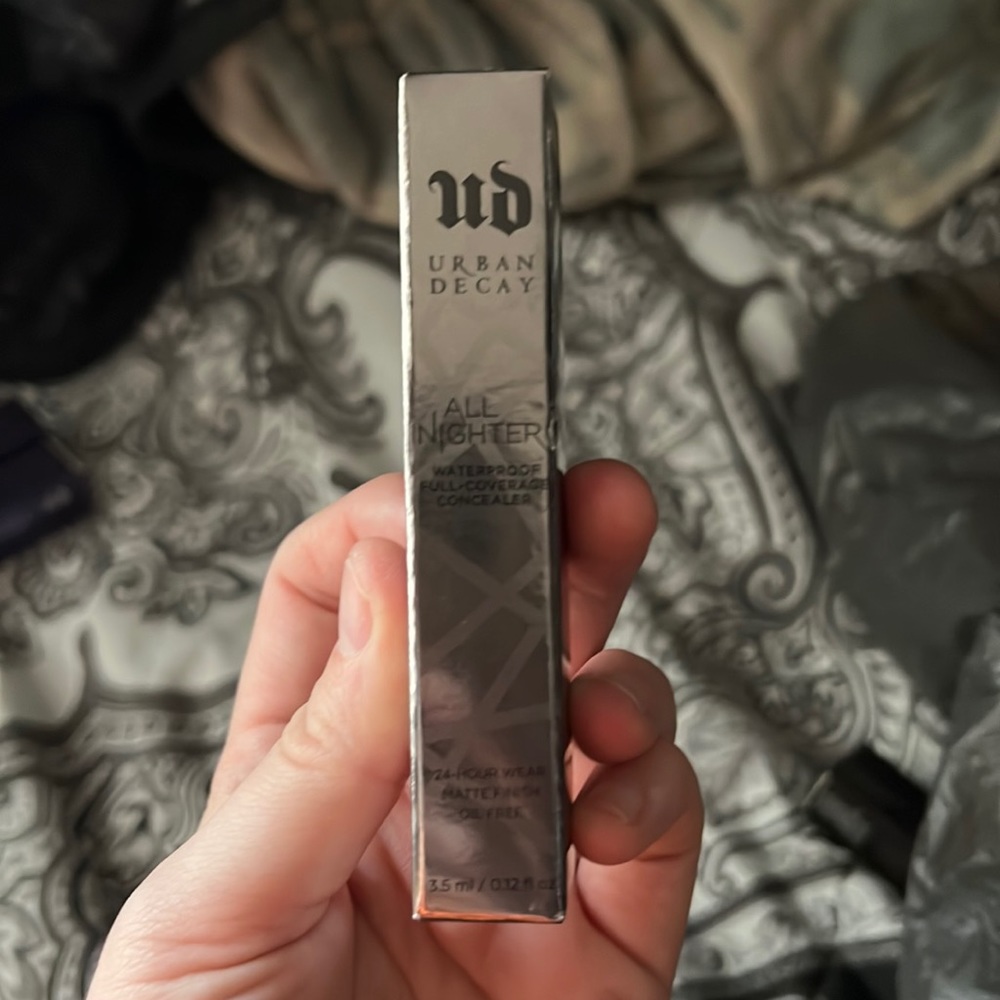 ud
URBAN
DECAY
ALL
NIGHTER
WATERPROOF
FULL-COVERAGE
CONCEALER
24-HOUR WEAR
MATTE FINISH
OIL FREE
3.5 ml / 0.12 fl oz